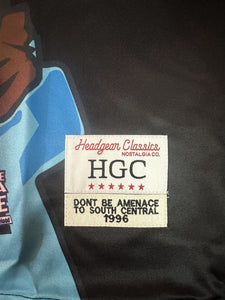 Headgear Classics
NOSTALGIA CO.
HGC
DONT BE AMENACE
TO SOUTH CENTRAL
1996